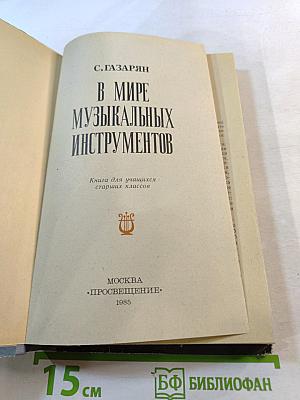 С. ГАЗАРЯН
В МИРЕ
МУЗЫКАЛЬНЫХ
ИНСТРУМЕНТОВ
Книга для учащихся
старших классов
МОСКВА
«ПРОСВЕЩЕНИЕ»
1985
15 см
БФ БИБЛИОФАН